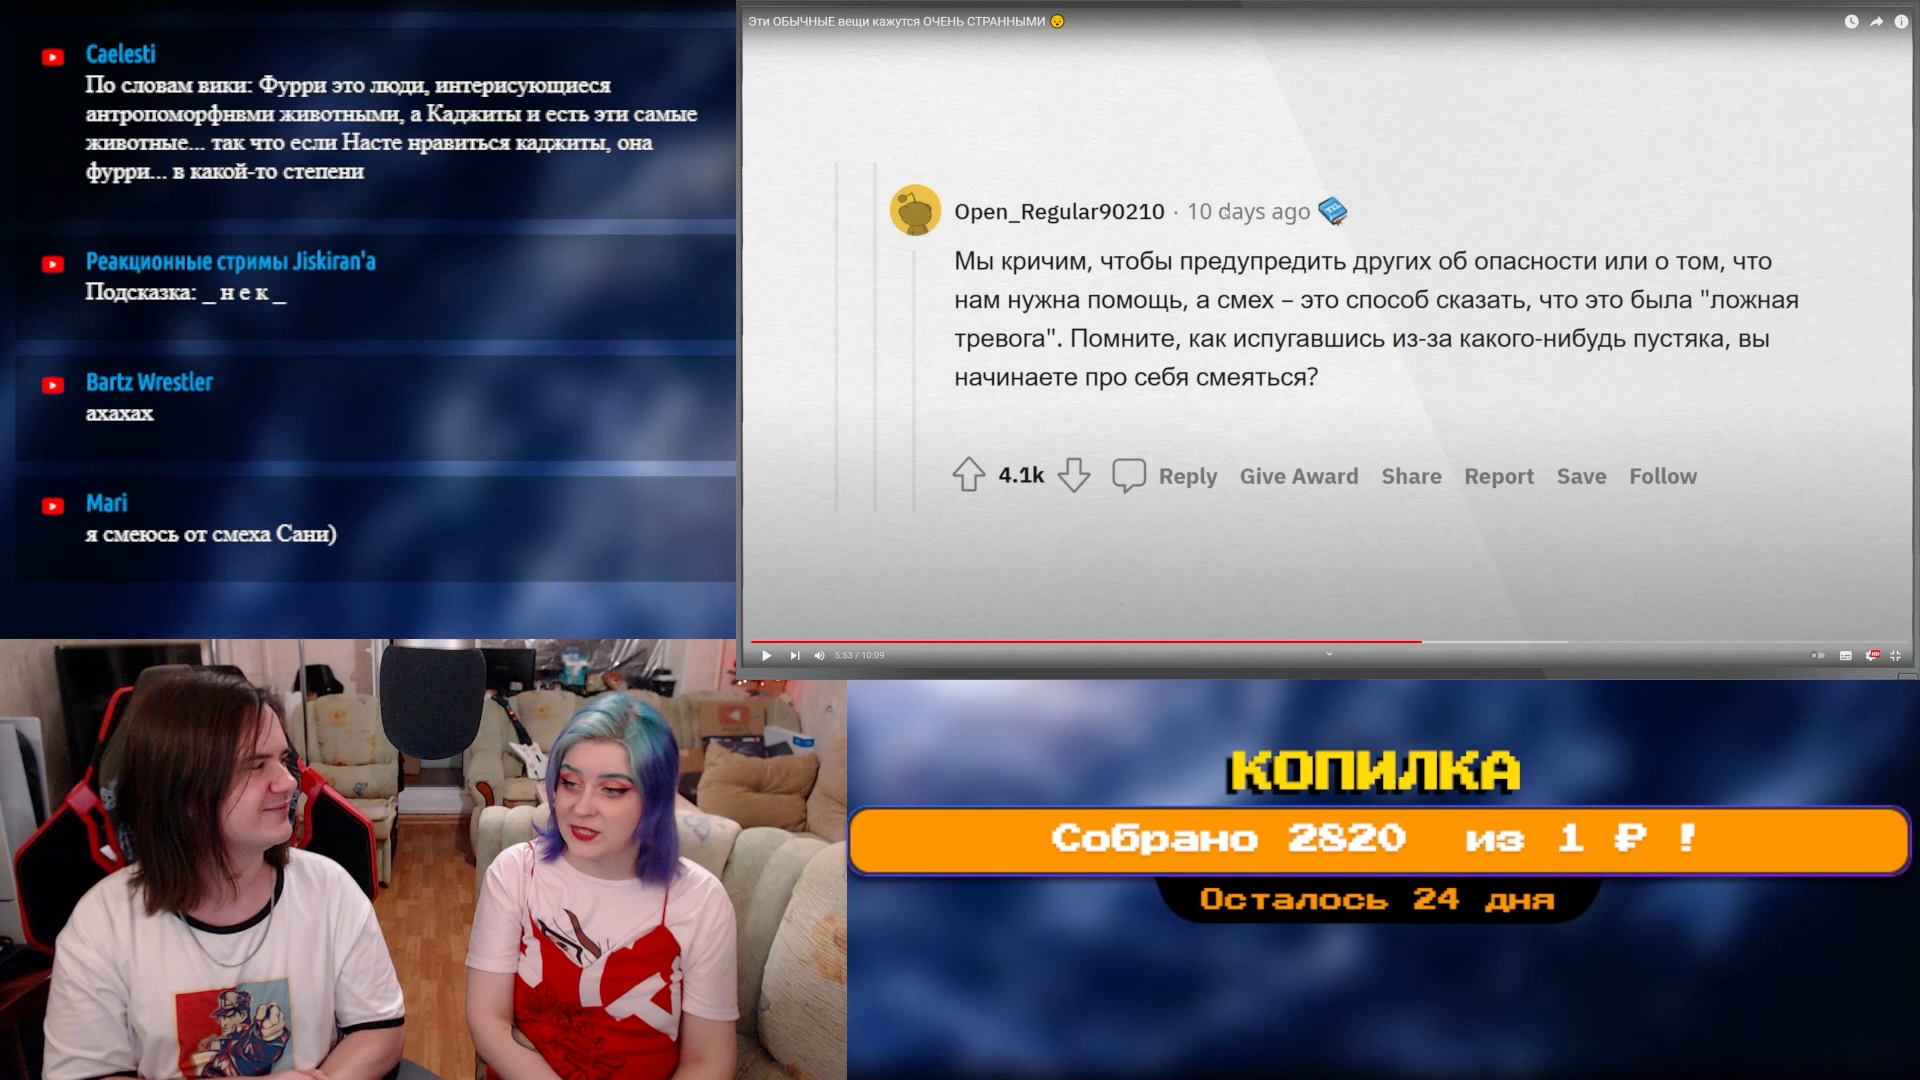 Caelesti
По словам вики: Фурри это люди, интерисующиеся
антропоморфнвми животными, а Каджиты и есть эти самые
животные... так что если Насте нравиться каджиты, она
фурри... в какой-то степени
Реакционные стримы Jiskiran'a
Подсказка: _ н е к _
Bartz Wrestler
ахахах
Mari
я смеюсь от смеха Сани)
Эти ОБЫЧНЫЕ вещи кажутся ОЧЕНЬ СТРАННЫМИ 😮
Open_Regular90210 · 10 days ago
TIL
Мы кричим, чтобы предупредить других об опасности или о том, что
нам нужна помощь, а смех – это способ сказать, что это была "ложная
тревога". Помните, как испугавшись из-за какого-нибудь пустяка, вы
начинаете про себя смеяться?
4.1k Reply Give Award Share Report Save Follow
5:53 / 10:09
HD
КОПИЛКА
Собрано 2820 из 1 ₽ !
Осталось 24 дня